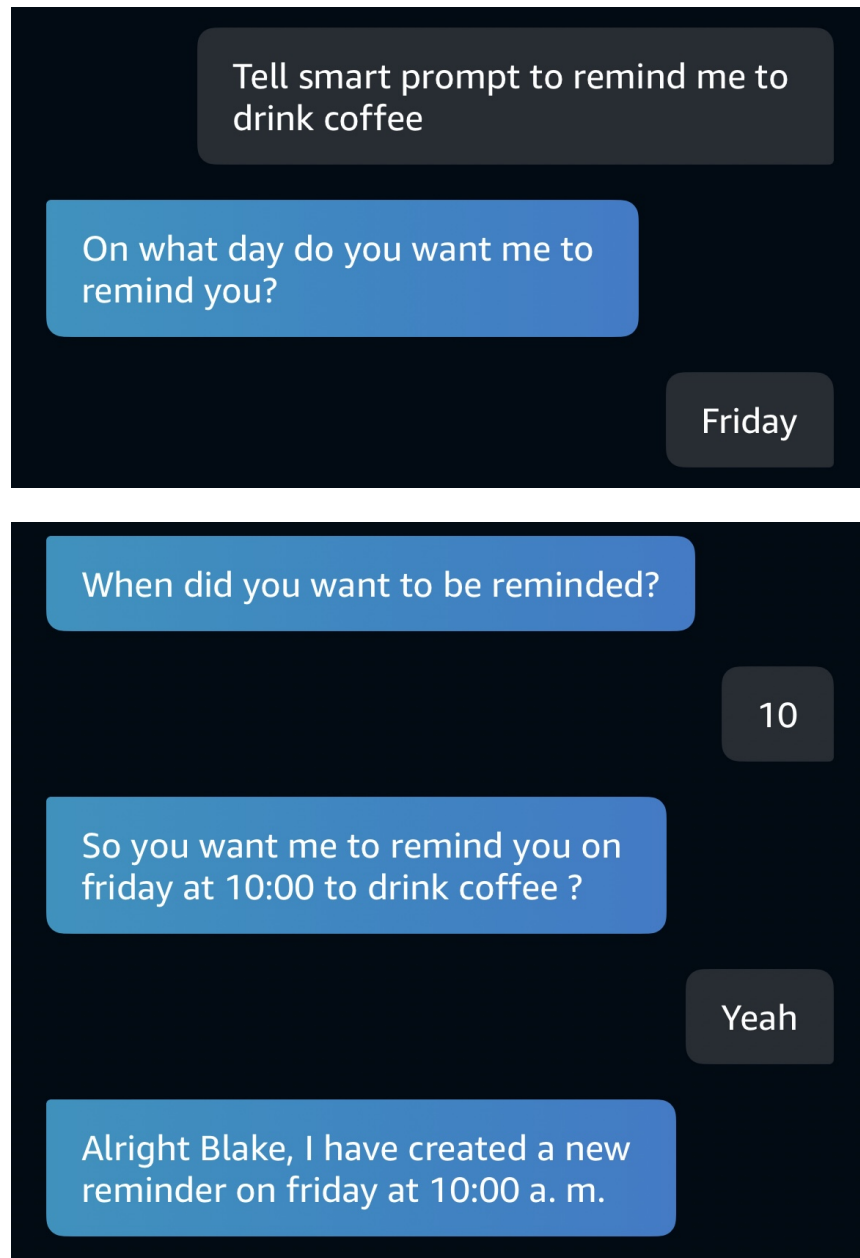 Tell smart prompt to remind me to
drink coffee
On what day do you want me to
remind you?
Friday
When did you want to be reminded?
10
So you want me to remind you on
friday at 10:00 to drink coffee ?
Yeah
Alright Blake, I have created a new
reminder on friday at 10:00 a. m.